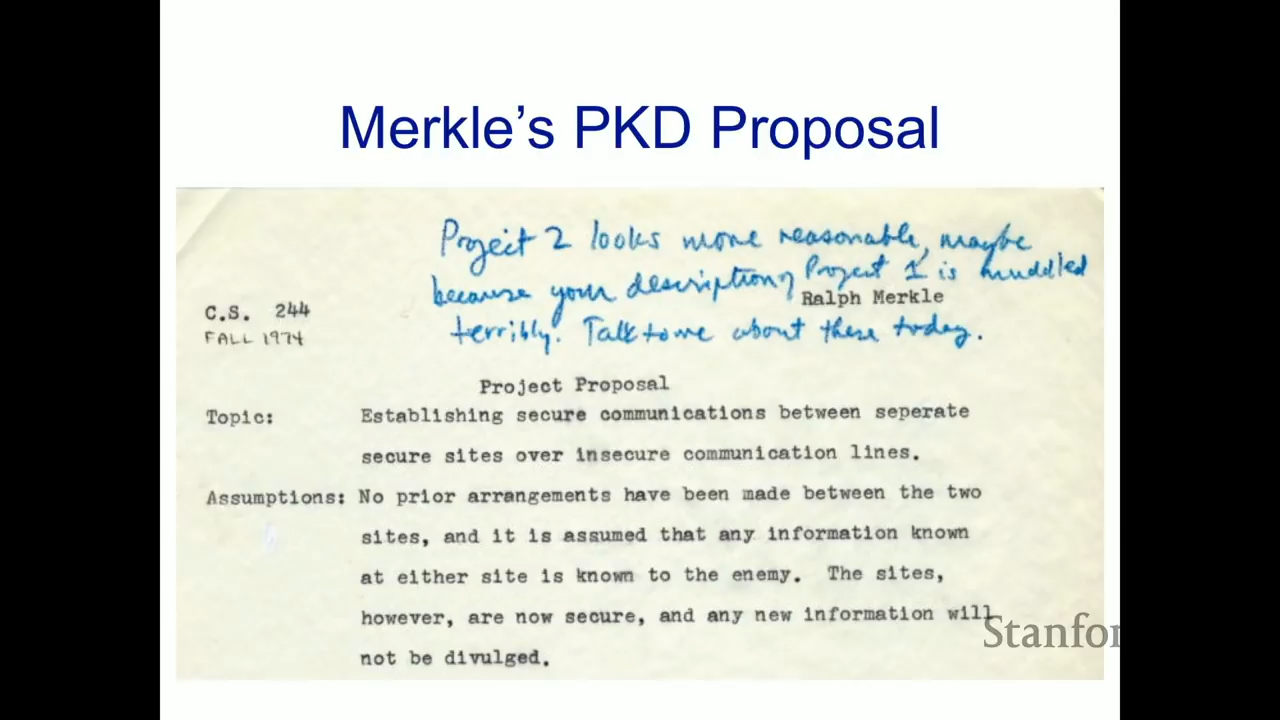 Merkle's PKD Proposal
Project 2 looks more reasonable, maybe
because your description of Project 1 is muddled
Ralph Merkle
C.S. 244
terribly. Talk to me about these today.
FALL 1974
Project Proposal
Topic: Establishing secure communications between seperate
secure sites over insecure communication lines.
Assumptions: No prior arrangements have been made between the two
sites, and it is assumed that any information known
at either site is known to the enemy. The sites,
however, are now secure, and any new information will
not be divulged.
Stanfor